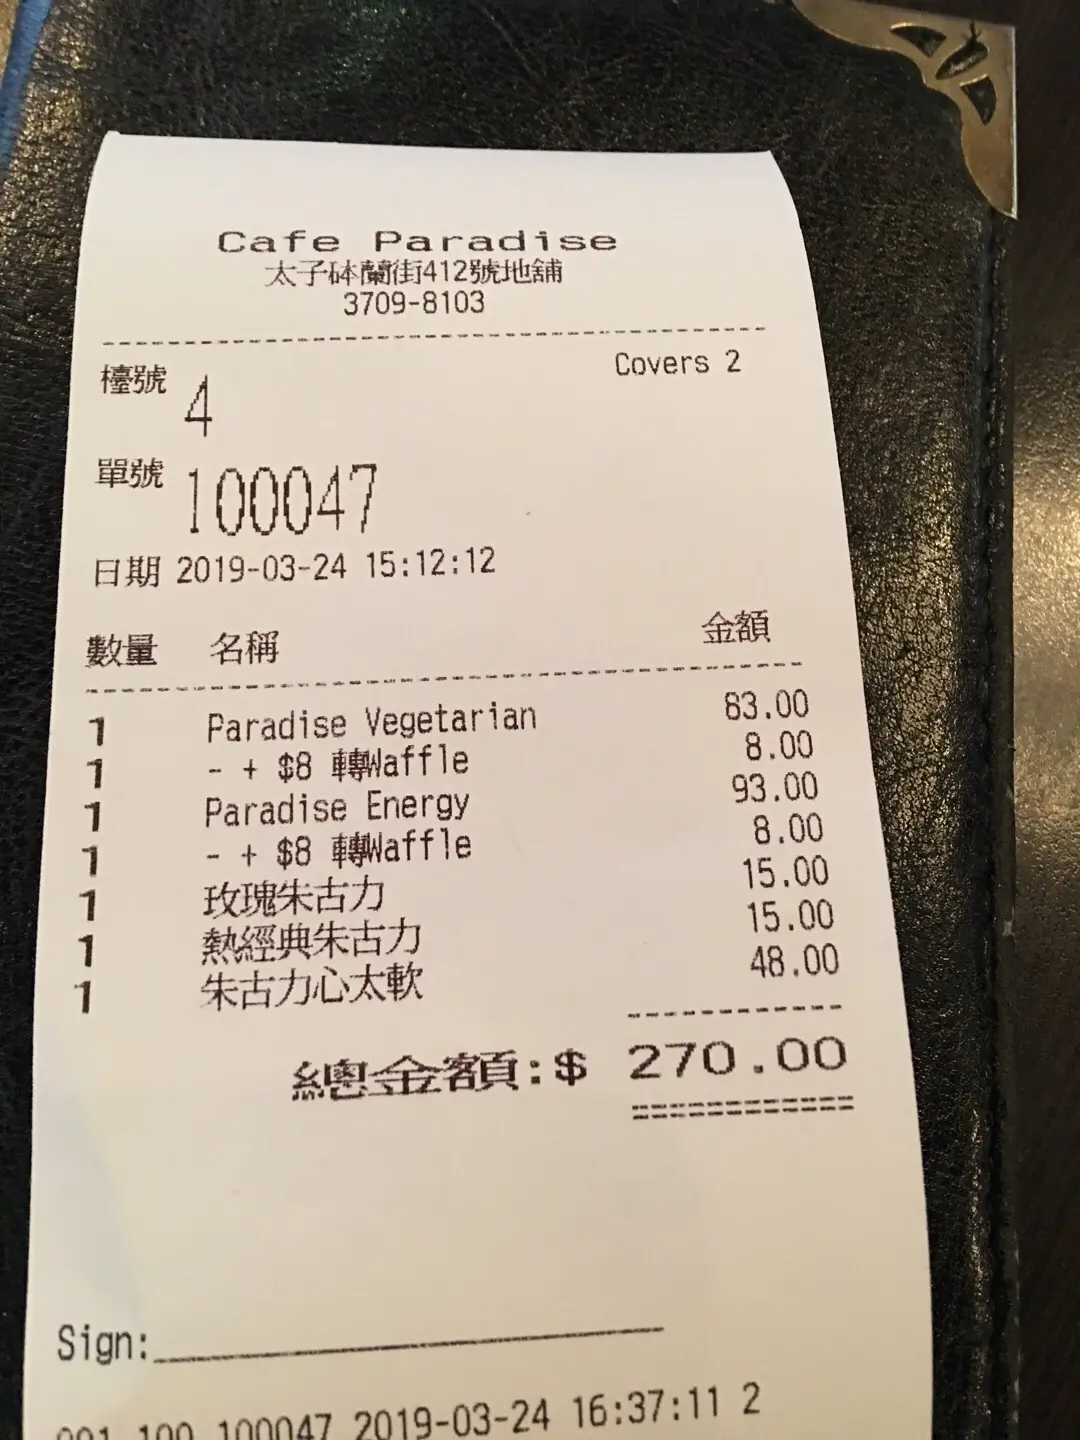 Cafe Paradise
太子砵蘭街412號地舖
3709-8103
檯號 4 Covers 2
單號 100047
日期 2019-03-24 15:12:12
數量 名稱 金額
1 Paradise Vegetarian 83.00
1 - + $8 轉Waffle 8.00
1 Paradise Energy 93.00
1 - + $8 轉Waffle 8.00
1 玫瑰朱古力 15.00
1 熱經典朱古力 15.00
1 朱古力心太軟 48.00
總金額:$ 270.00
Sign:
100047 2019-03-24 16:37:11 2